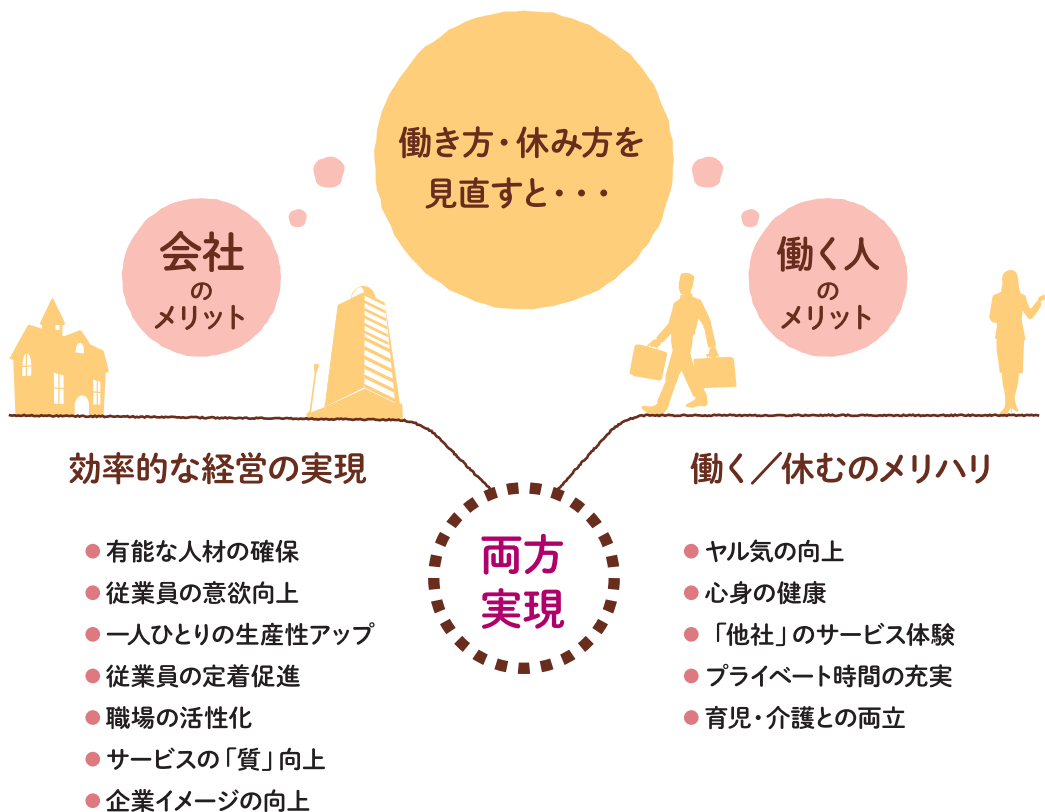 働き方・休み方を
見直すと・・・
会社
の
メリット
働く人
の
メリット
効率的な経営の実現
働く／休むのメリハリ
両方
実現
●有能な人材の確保
●従業員の意欲向上
●一人ひとりの生産性アップ
●従業員の定着促進
●職場の活性化
●サービスの「質」向上
●企業イメージの向上
●ヤル気の向上
●心身の健康
●「他社」のサービス体験
●プライベート時間の充実
●育児・介護との両立